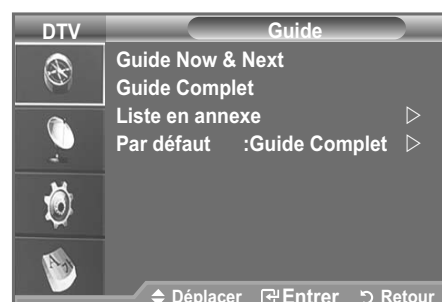 DTV Guide
Guide Now & Next
Guide Complet
Liste en annexe
Par défaut :Guide Complet
Déplacer Entrer Retour